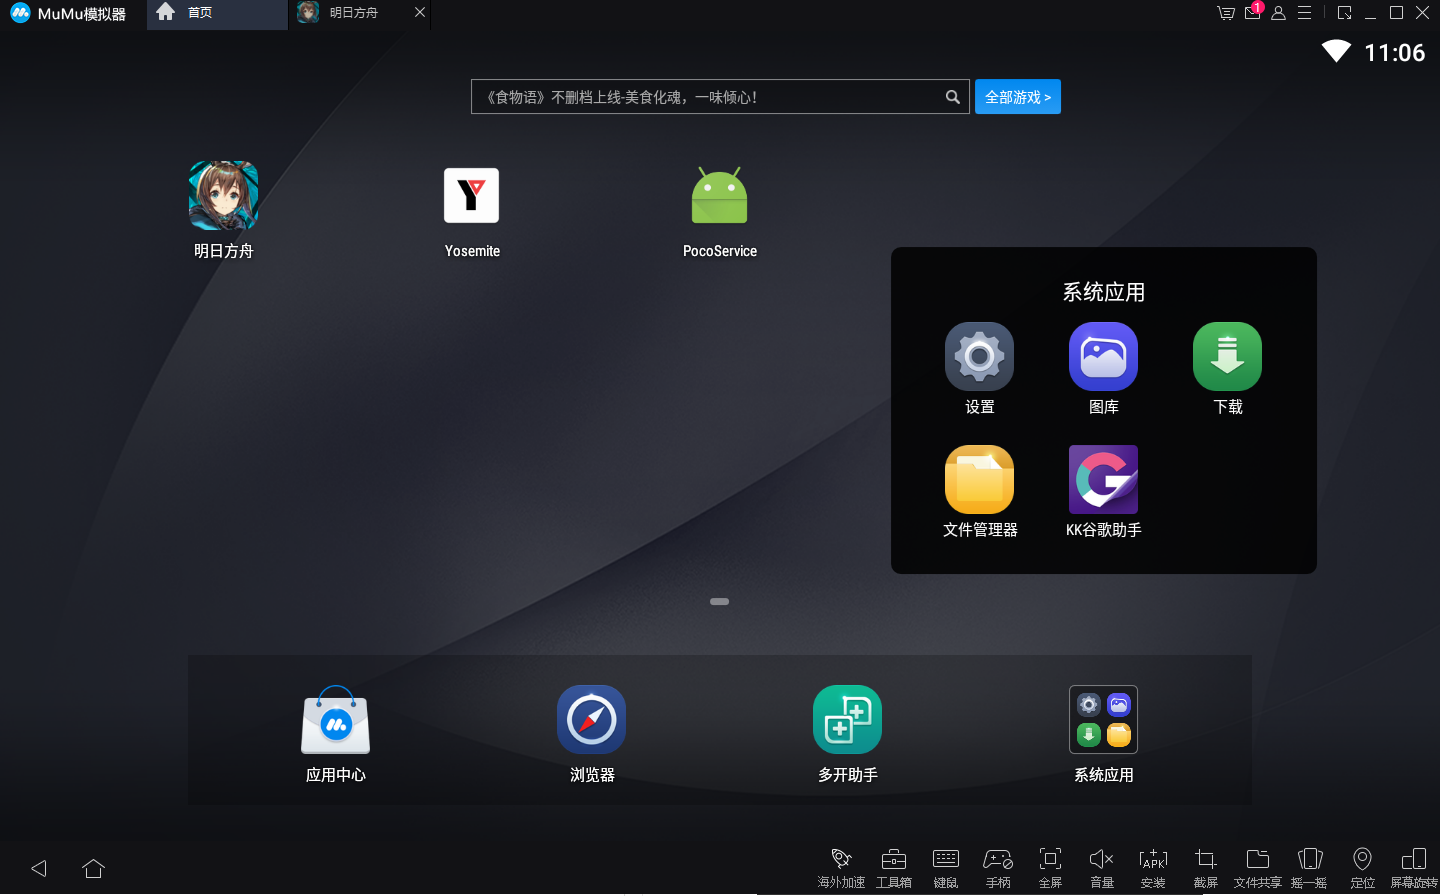 MuMu模拟器 首页 明日方舟
1
11:06
《食物语》不删档上线-美食化魂，一味倾心！ 全部游戏 >
明日方舟 Yosemite PocoService
系统应用
设置 图库 下载
文件管理器 KK谷歌助手
应用中心 浏览器 多开助手 系统应用
APK
海外加速 工具箱 键鼠 手柄 全屏 音量 安装 截屏 文件共享 摇一摇 定位 屏幕旋转